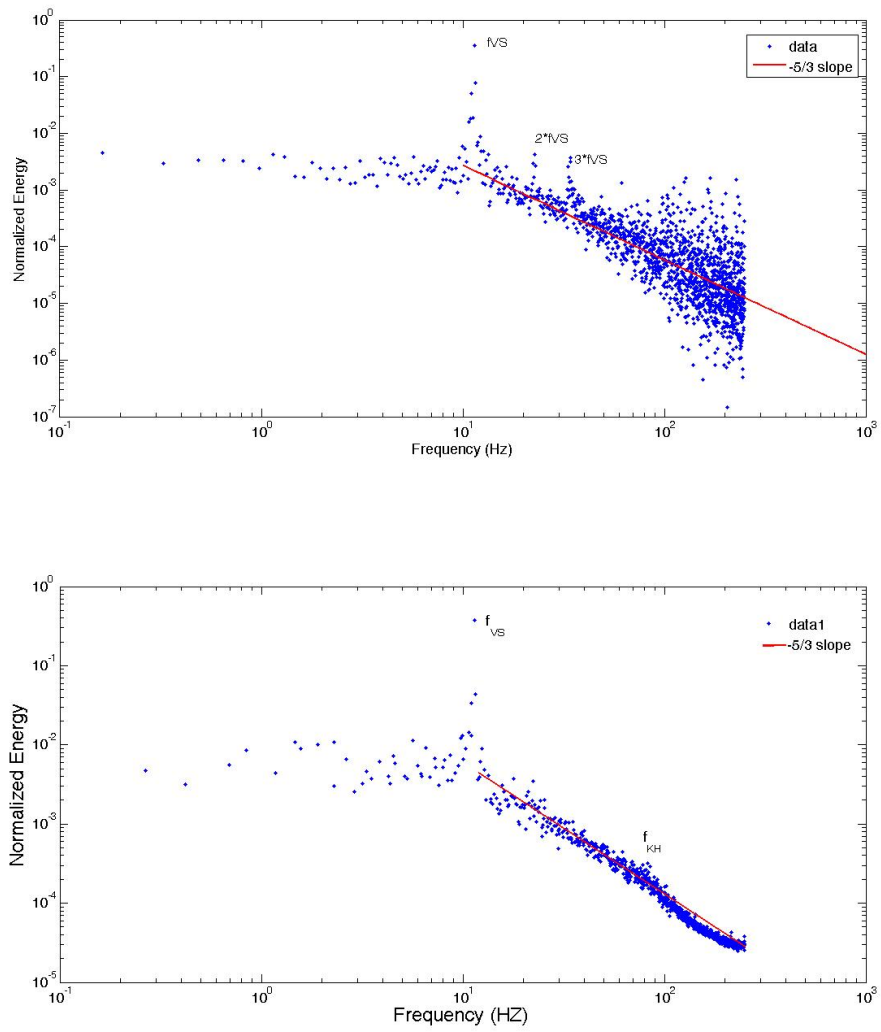 10^0
fVS
data
-5/3 slope
10^-1
10^-2
2*fVS
3*fVS
10^-3
Normalized Energy
10^-4
10^-5
10^-6
10^-7
10^-1
10^0
10^1
10^2
10^3
Frequency (Hz)
10^0
f_VS
data1
-5/3 slope
10^-1
10^-2
Normalized Energy
10^-3
f_KH
10^-4
10^-5
10^-1
10^0
10^1
10^2
10^3
Frequency (HZ)